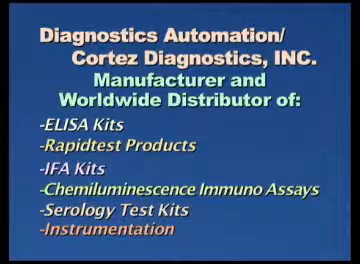 Diagnostics Automation/
Cortez Diagnostics, INC.
Manufacturer and
Worldwide Distributor of:
-ELISA Kits
-Rapidtest Products
-IFA Kits
-Chemiluminescence Immuno Assays
-Serology Test Kits
-Instrumentation